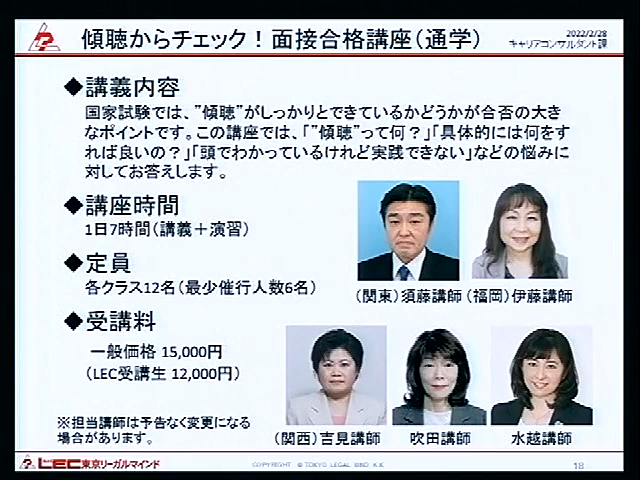 傾聴からチェック！面接合格講座（通学）
2022/2/28
キャリアコンサルタント課
◆講義内容
国家試験では、”傾聴”がしっかりとできているかどうかが合否の大き
なポイントです。この講座では、「”傾聴”って何？」「具体的には何をす
れば良いの？」「頭でわかっているけれど実践できない」などの悩みに
対してお答えします。
◆講座時間
1日7時間（講義＋演習）
◆定員
各クラス12名（最少催行人数6名）
（関東）須藤講師
（福岡）伊藤講師
◆受講料
一般価格 15,000円
（LEC受講生 12,000円）
※担当講師は予告なく変更になる
場合があります。
（関西）吉見講師
吹田講師
水越講師
LEC東京リーガルマインド
COPYRIGHT © TOKYO LEGAL MIND K.K
18